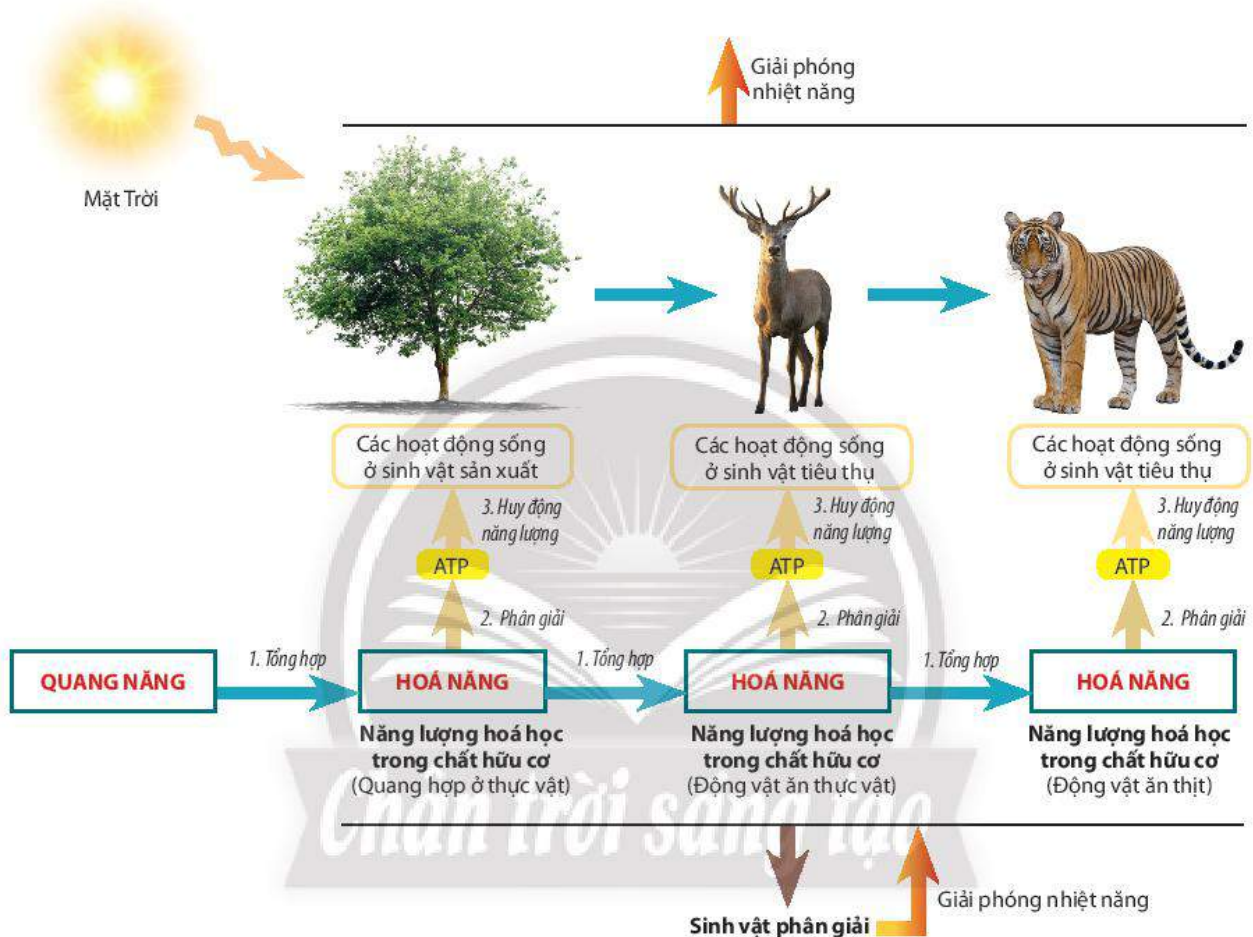 Giải phóng
nhiệt năng
Mặt Trời
Các hoạt động sống
ở sinh vật sản xuất
Các hoạt động sống
ở sinh vật tiêu thụ
Các hoạt động sống
ở sinh vật tiêu thụ
3. Huy động
năng lượng
3. Huy động
năng lượng
3. Huy động
năng lượng
ATP
ATP
ATP
2. Phân giải
2. Phân giải
2. Phân giải
1. Tổng hợp
1. Tổng hợp
1. Tổng hợp
QUANG NĂNG
HOÁ NĂNG
HOÁ NĂNG
HOÁ NĂNG
Năng lượng hoá học
trong chất hữu cơ
(Quang hợp ở thực vật)
Năng lượng hoá học
trong chất hữu cơ
(Động vật ăn thực vật)
Năng lượng hoá học
trong chất hữu cơ
(Động vật ăn thịt)
Chân trời sáng tạo
Giải phóng nhiệt năng
Sinh vật phân giải